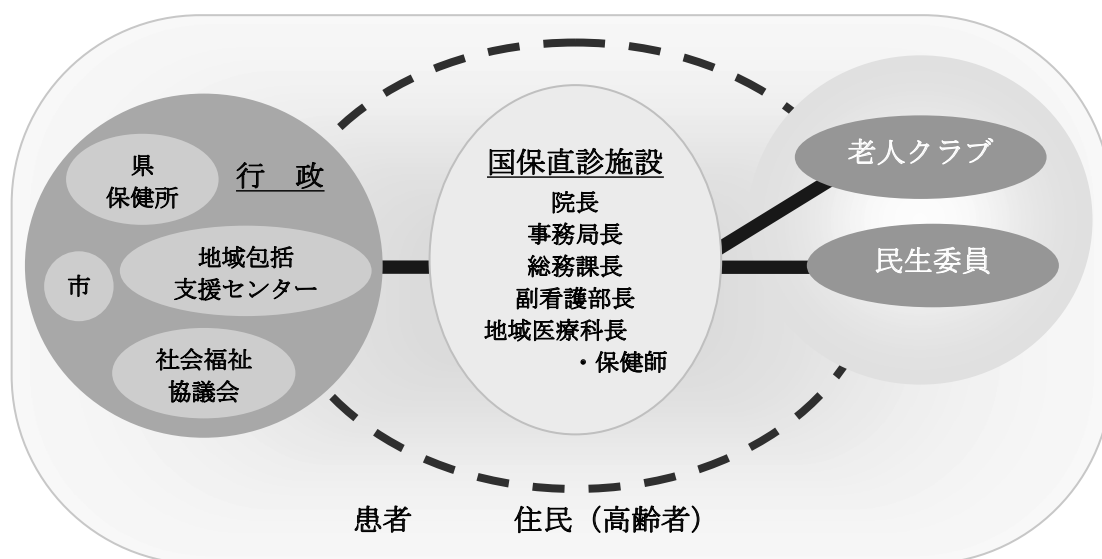 県
保健所
行　政
市
地域包括
支援センター
社会福祉
協議会
国保直診施設
院長
事務局長
総務課長
副看護部長
地域医療科長
・保健師
老人クラブ
民生委員
患者
住民（高齢者）